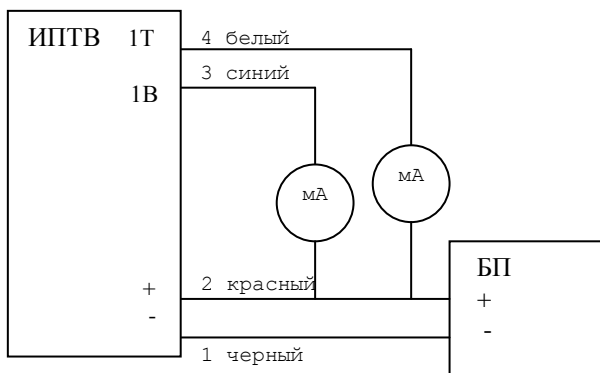 ИПТВ 1Т 4 белый
3 синий
1В
мА мА
БП
2 красный
+ +
- -
1 черный